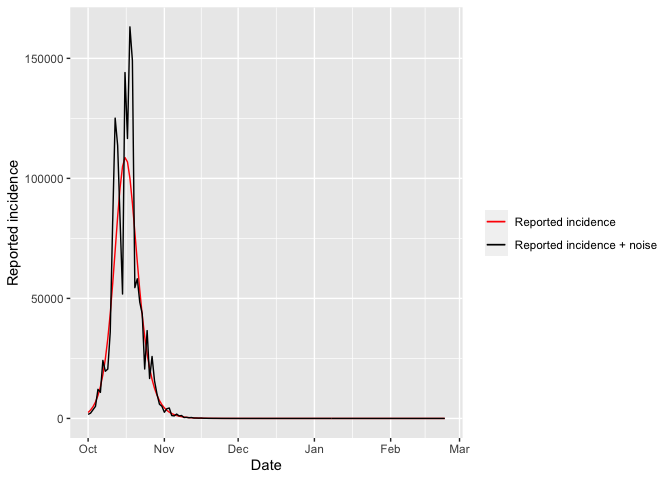 Reported incidence
150000
100000
50000
0
Oct
Nov
Dec
Jan
Feb
Mar
Date
Reported incidence
Reported incidence + noise